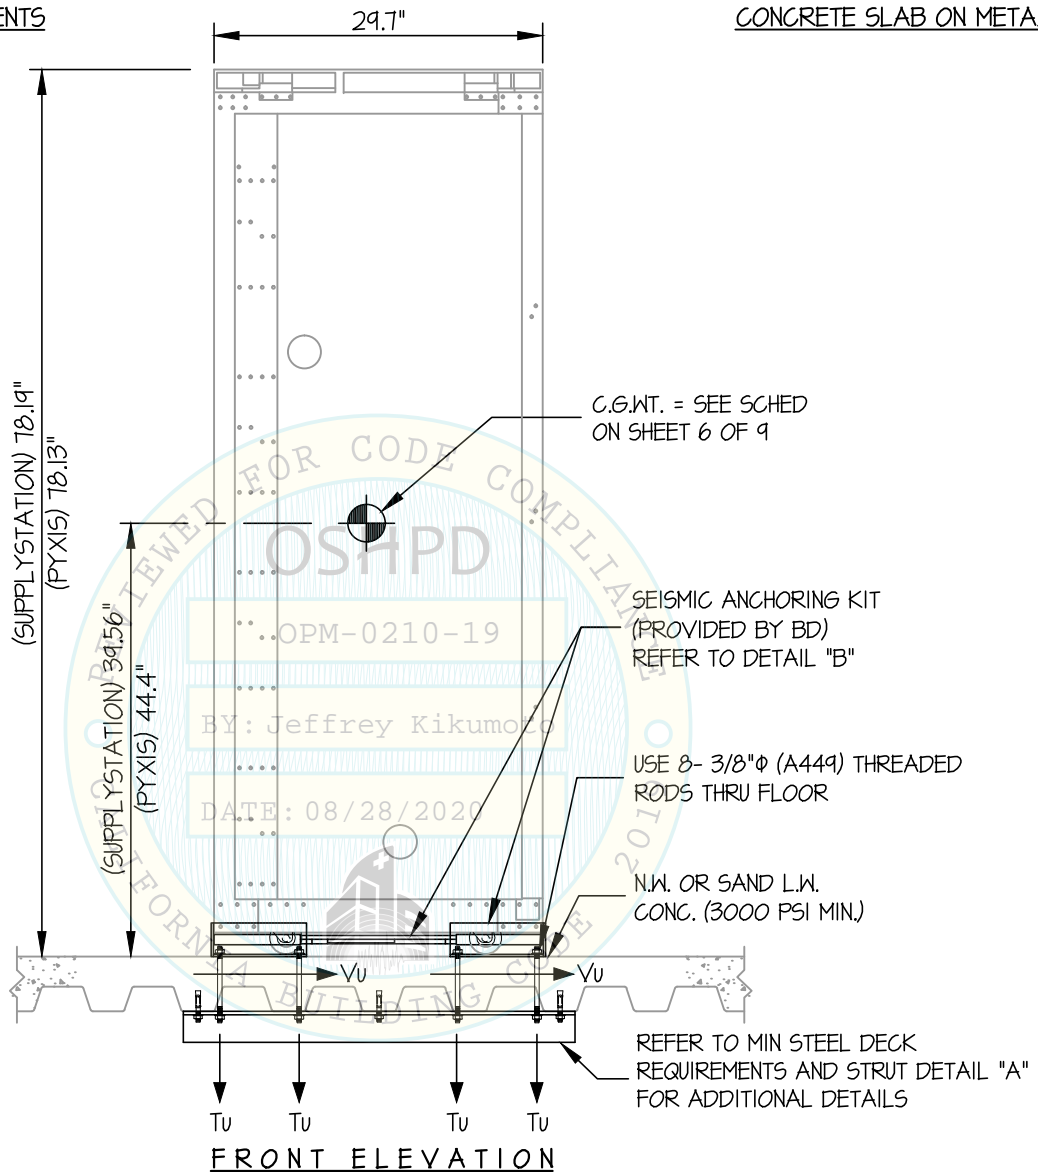 ENTS
CONCRETE SLAB ON META
29.7"
(SUPPLYSTATION) 78.19"
(PYXIS) 78.13"
C.G.WT. = SEE SCHED
ON SHEET 6 OF 9
REVIEWED FOR CODE COMPLIANCE
OSHPD
OPM-0210-19
BY: Jeffrey Kikumoto
DATE: 08/28/2020
CALIFORNIA BUILDING CODE 2019
(SUPPLYSTATION) 39.56"
(PYXIS) 44.4"
SEISMIC ANCHORING KIT
(PROVIDED BY BD)
REFER TO DETAIL "B"
USE 8- 3/8"Φ (A449) THREADED
RODS THRU FLOOR
N.W. OR SAND L.W.
CONC. (3000 PSI MIN.)
Vu Vu
REFER TO MIN STEEL DECK
REQUIREMENTS AND STRUT DETAIL "A"
FOR ADDITIONAL DETAILS
Tu Tu Tu Tu
FRONT ELEVATION